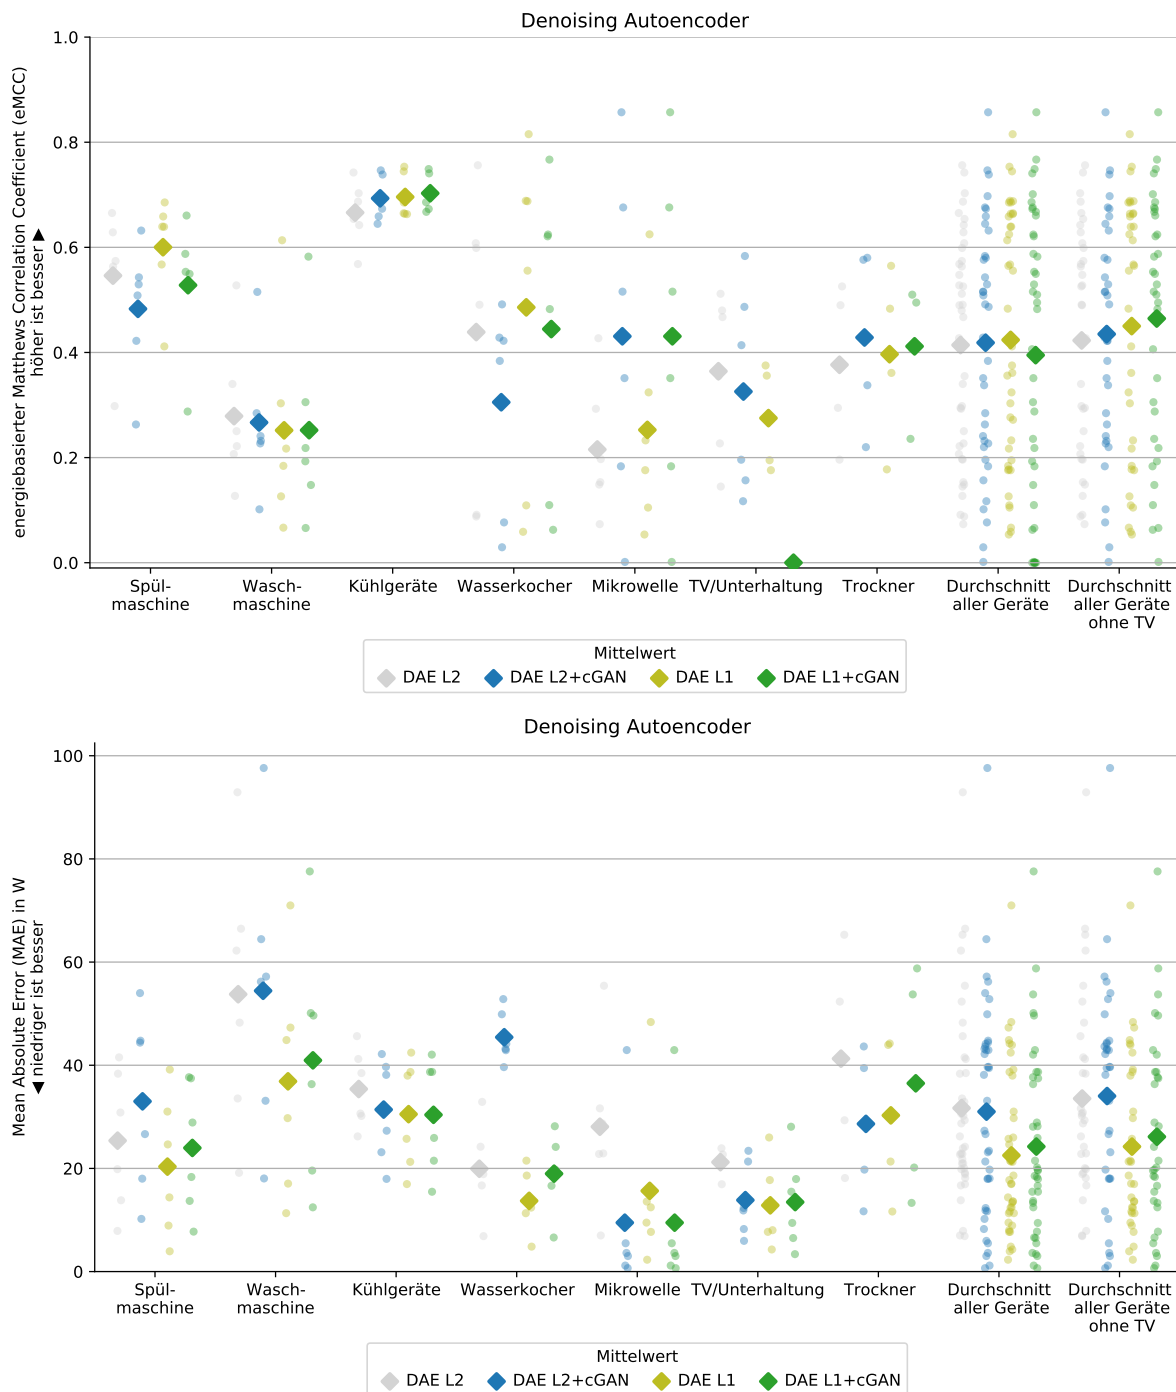 Denoising Autoencoder
energiebasierter Matthews Correlation Coefficient (eMCC)
höher ist besser ▶
1.0
0.8
0.6
0.4
0.2
0.0
Spül-
maschine
Wasch-
maschine
Kühlgeräte
Wasserkocher
Mikrowelle
TV/Unterhaltung
Trockner
Durchschnitt
aller Geräte
Durchschnitt
aller Geräte
ohne TV
Mittelwert
DAE L2
DAE L2+cGAN
DAE L1
DAE L1+cGAN
Denoising Autoencoder
Mean Absolute Error (MAE) in W
◀ niedriger ist besser
100
80
60
40
20
0
Spül-
maschine
Wasch-
maschine
Kühlgeräte
Wasserkocher
Mikrowelle
TV/Unterhaltung
Trockner
Durchschnitt
aller Geräte
Durchschnitt
aller Geräte
ohne TV
Mittelwert
DAE L2
DAE L2+cGAN
DAE L1
DAE L1+cGAN